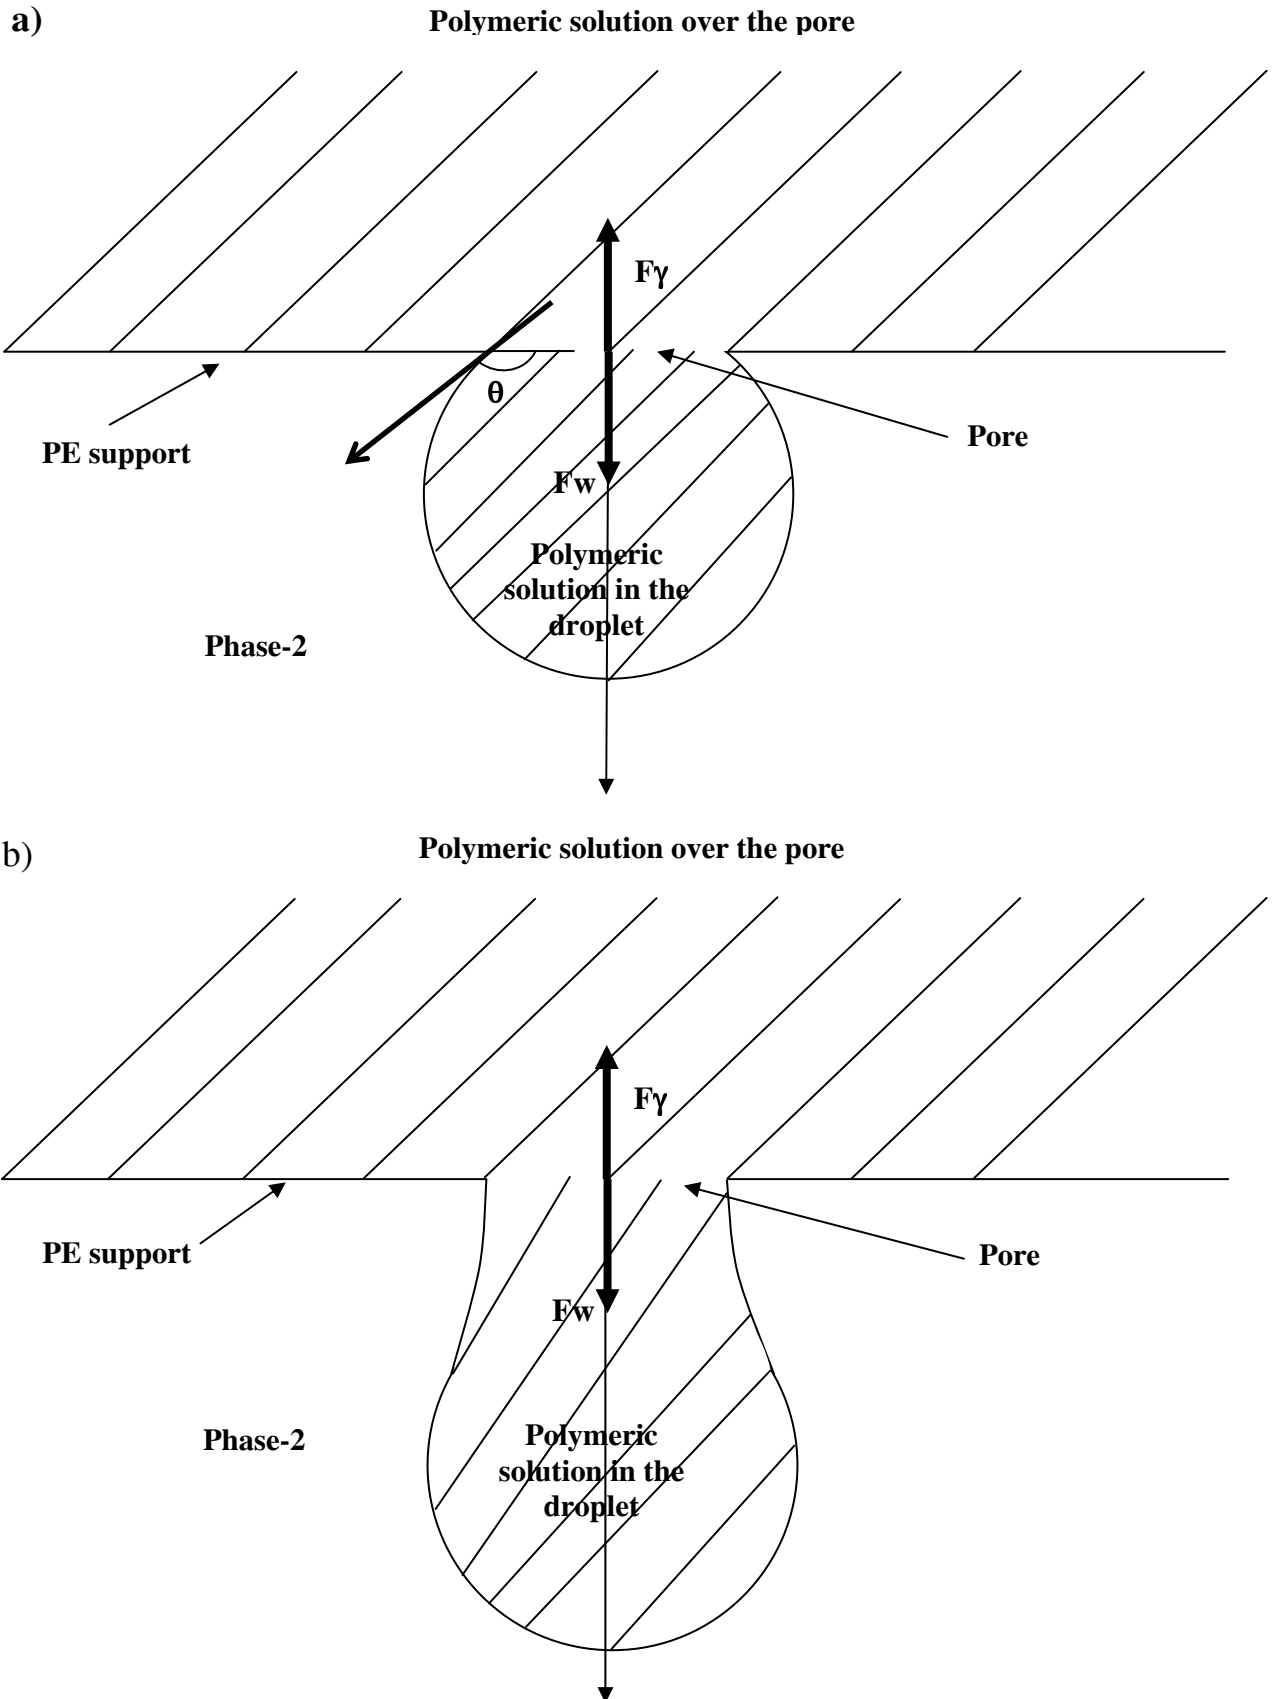 a)
Polymeric solution over the pore
Fγ
θ
PE support
Pore
Fw
Polymeric
solution in the
droplet
Phase-2
b)
Polymeric solution over the pore
Fγ
PE support
Pore
Fw
Phase-2
Polymeric
solution in the
droplet